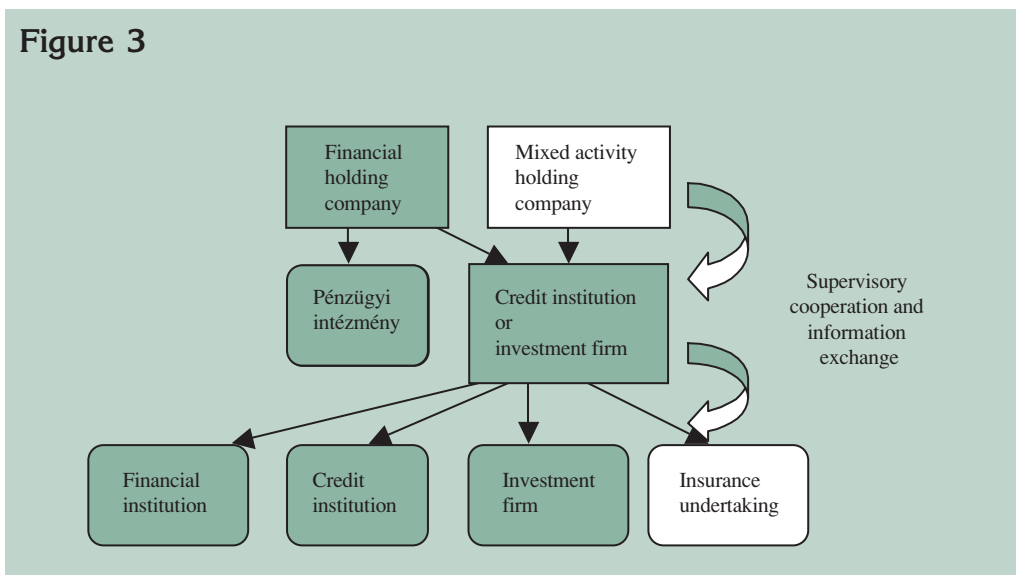 Figure 3
Financial
holding
company
Mixed activity
holding
company
Pénzügyi
intézmény
Credit institution
or
investment firm
Supervisory
cooperation and
information
exchange
Financial
institution
Credit
institution
Investment
firm
Insurance
undertaking